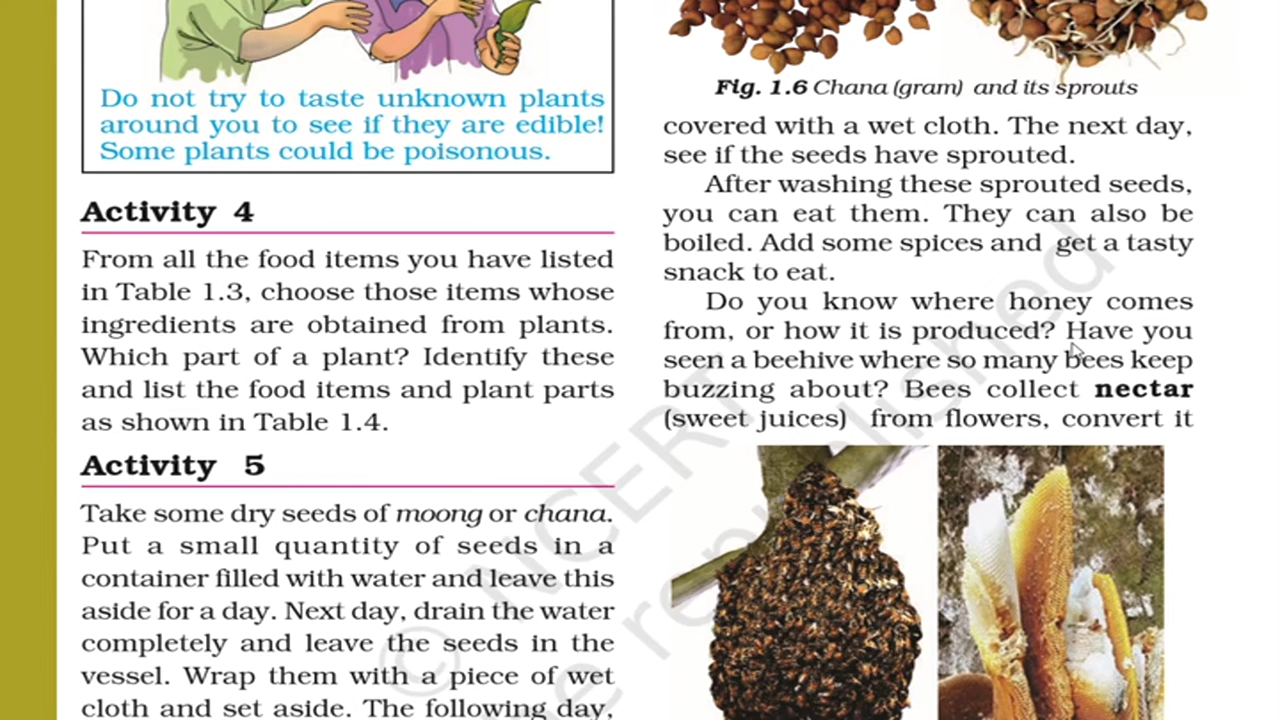 Do not try to taste unknown plants
around you to see if they are edible!
Some plants could be poisonous.
Activity 4
From all the food items you have listed
in Table 1.3, choose those items whose
ingredients are obtained from plants.
Which part of a plant? Identify these
and list the food items and plant parts
as shown in Table 1.4.
Activity 5
Take some dry seeds of moong or chana.
Put a small quantity of seeds in a
container filled with water and leave this
aside for a day. Next day, drain the water
completely and leave the seeds in the
vessel. Wrap them with a piece of wet
cloth and set aside. The following day,
Fig. 1.6 Chana (gram) and its sprouts
covered with a wet cloth. The next day,
see if the seeds have sprouted.
After washing these sprouted seeds,
you can eat them. They can also be
boiled. Add some spices and get a tasty
snack to eat.
Do you know where honey comes
from, or how it is produced? Have you
seen a beehive where so many bees keep
buzzing about? Bees collect nectar
(sweet juices) from flowers, convert it
© NCERT
be republished